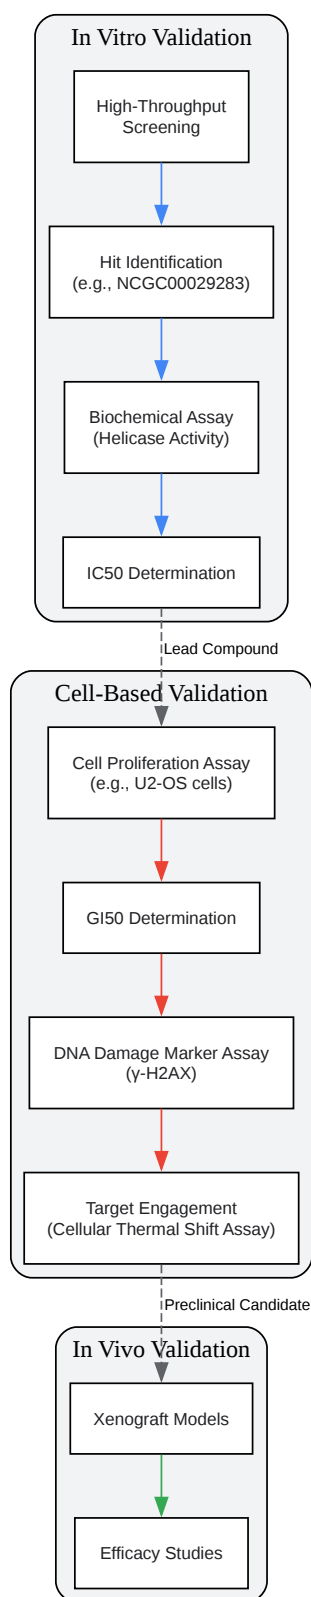 In Vitro Validation
High-Throughput
Screening
Hit Identification
(e.g., NCGC00029283)
Biochemical Assay
(Helicase Activity)
IC50 Determination
Lead Compound
Cell-Based Validation
Cell Proliferation Assay
(e.g., U2-OS cells)
GI50 Determination
DNA Damage Marker Assay
(γ-H2AX)
Target Engagement
(Cellular Thermal Shift Assay)
Preclinical Candidate
In Vivo Validation
Xenograft Models
Efficacy Studies